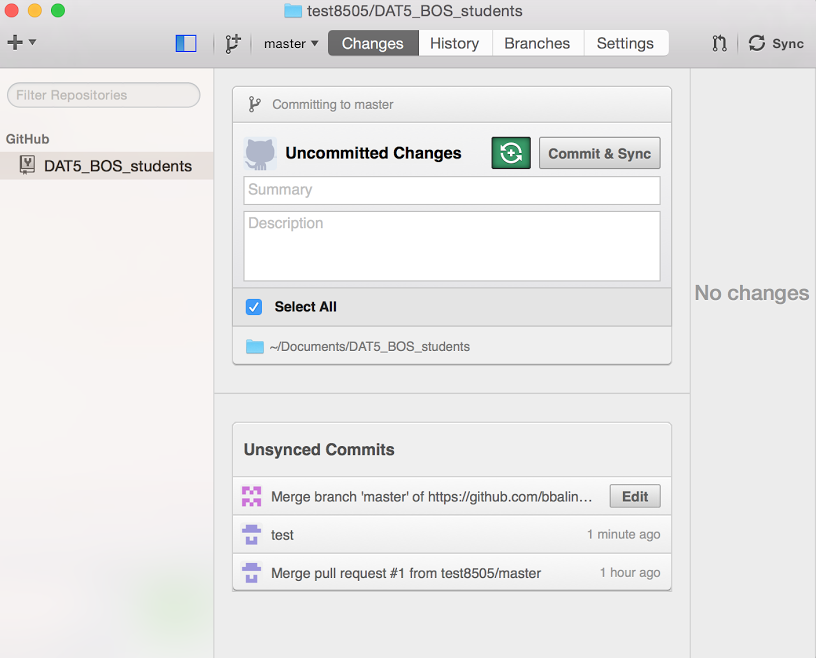 test8505/DAT5_BOS_students
master
Changes
History
Branches
Settings
Sync
Filter Repositories
GitHub
DAT5_BOS_students
Committing to master
Uncommitted Changes
Commit & Sync
Summary
Description
Select All
~/Documents/DAT5_BOS_students
No changes
Unsynced Commits
Merge branch 'master' of https://github.com/bbalin…
Edit
test
1 minute ago
Merge pull request #1 from test8505/master
1 hour ago